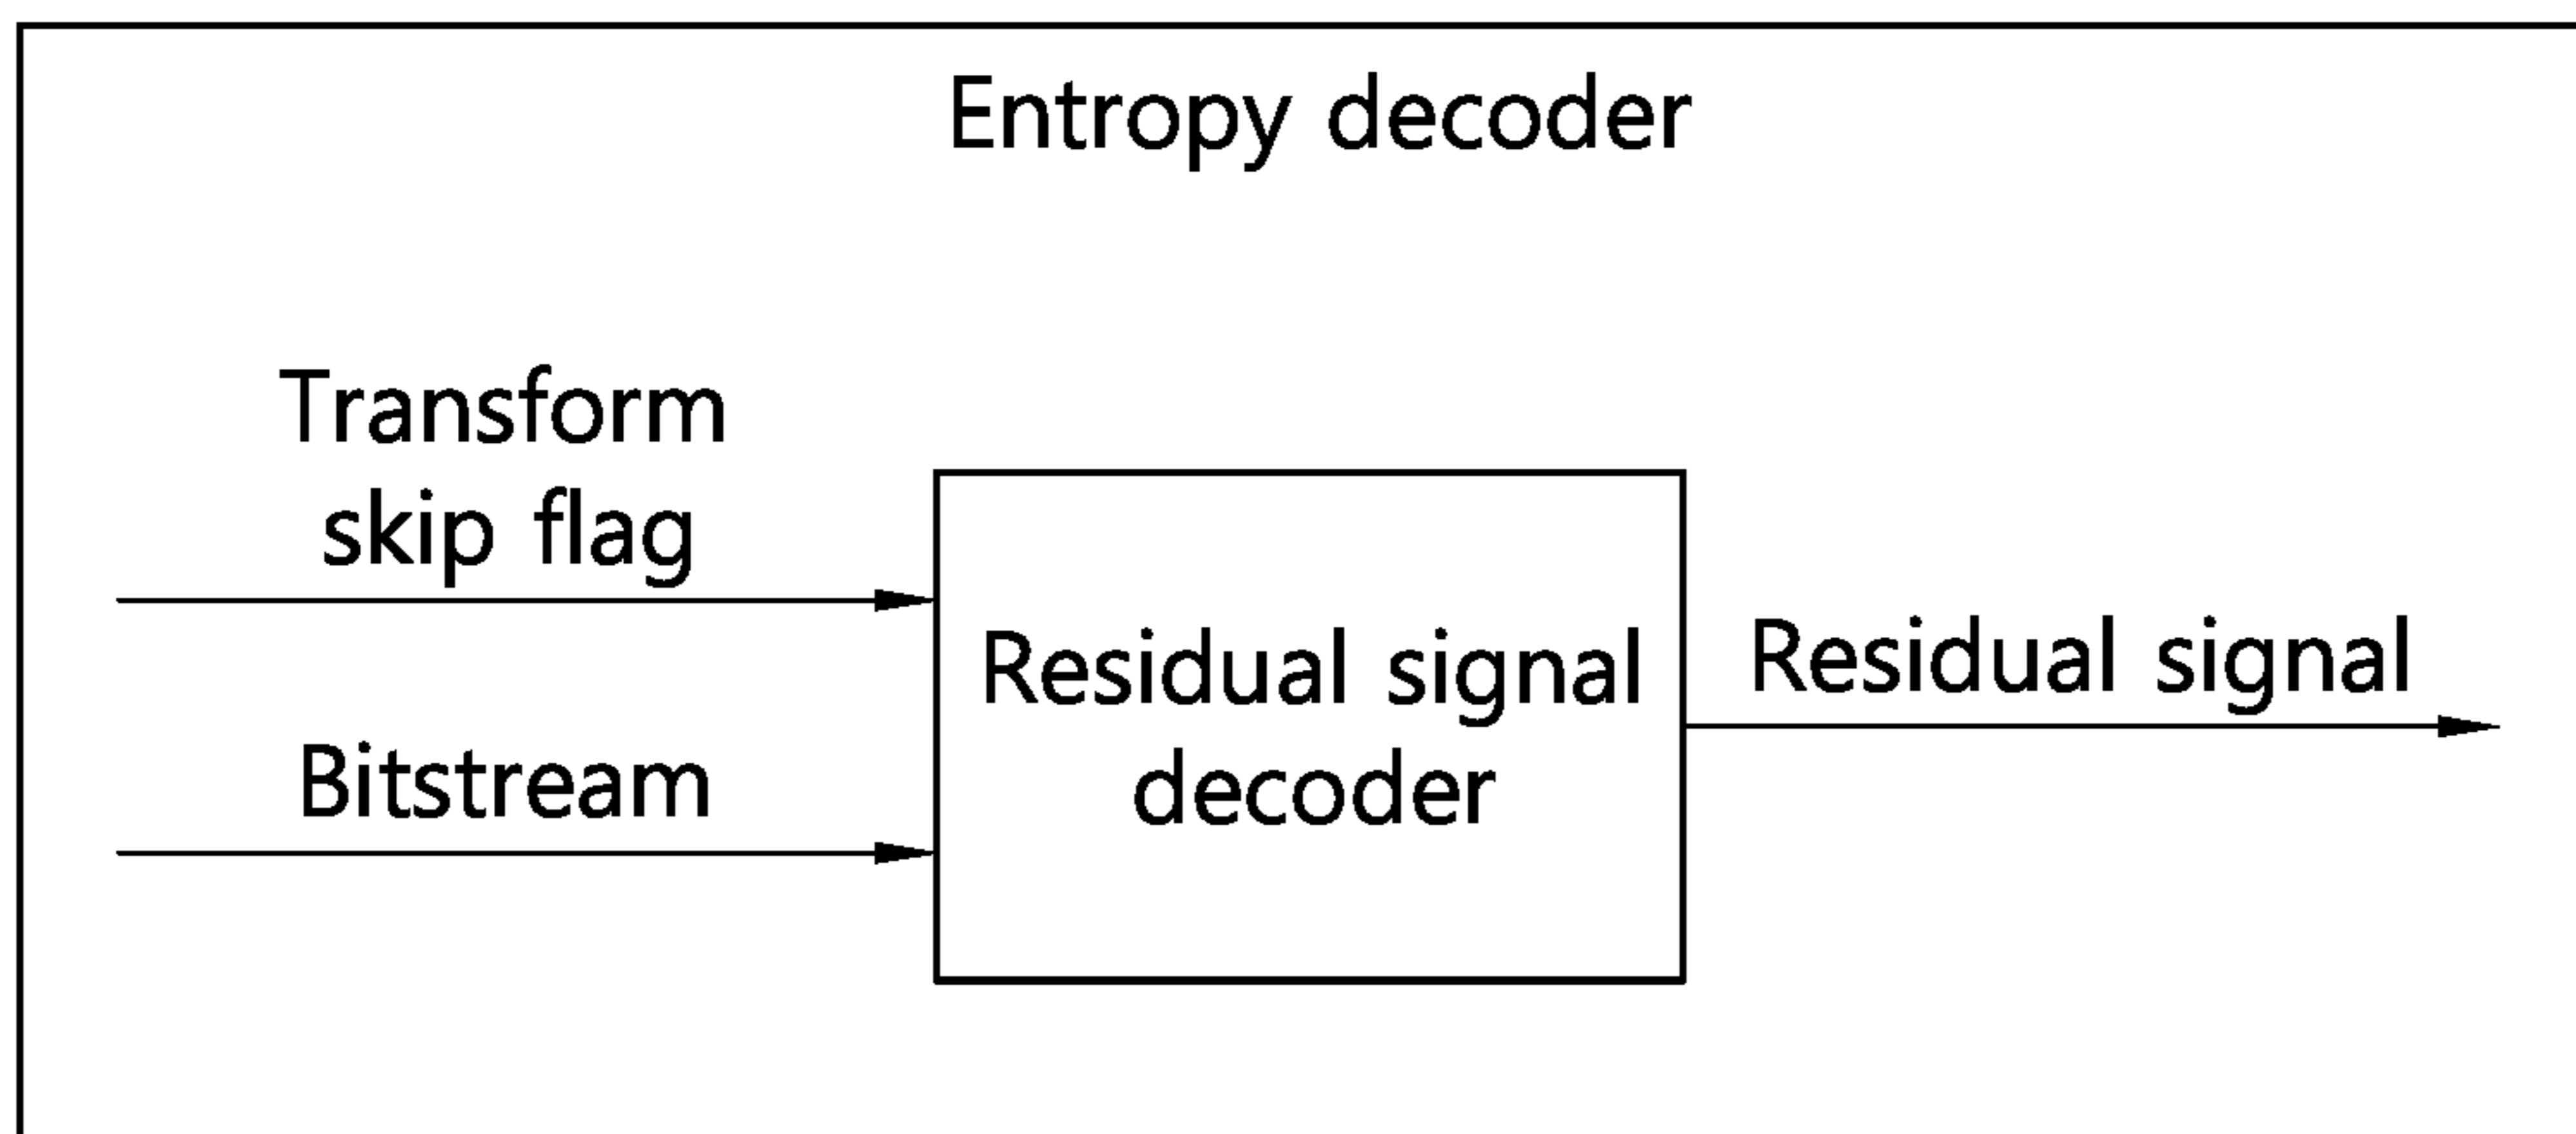 Entropy decoder
Transform
skip flag
Bitstream
Residual signal
decoder
Residual signal